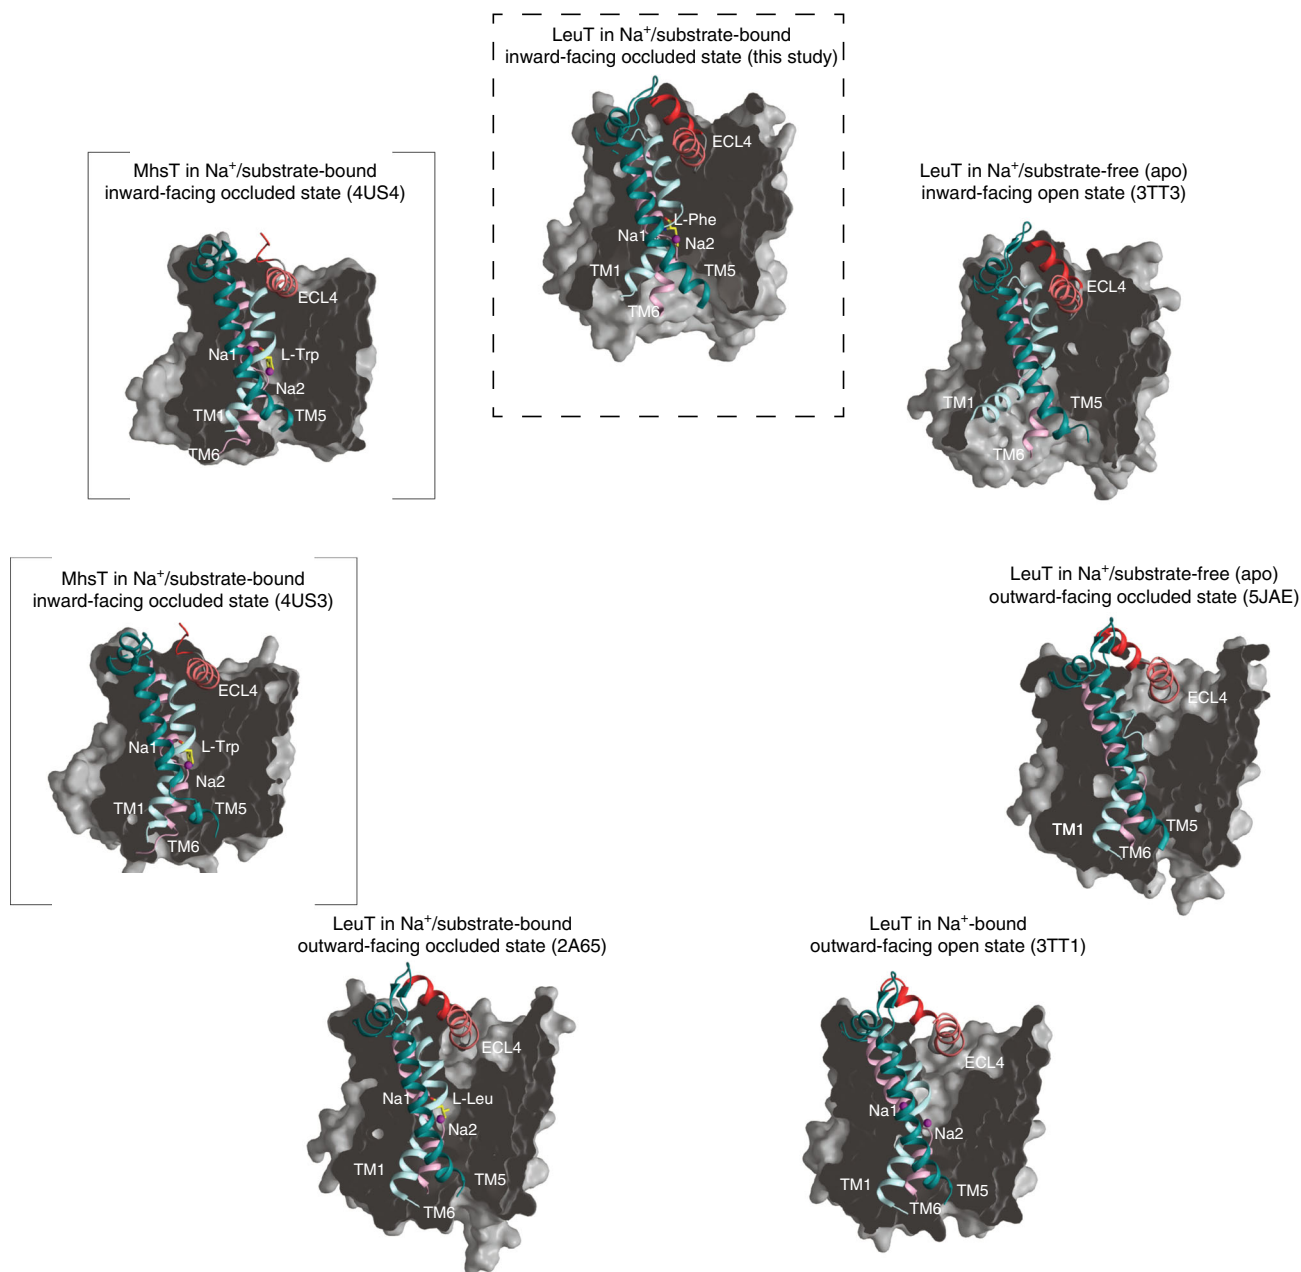 LeuT in Na⁺/substrate-bound
inward-facing occluded state (this study)
ECL4
L-Phe
Na1
Na2
TM1
TM5
TM6
MhsT in Na⁺/substrate-bound
inward-facing occluded state (4US4)
ECL4
Na1
L-Trp
Na2
TM1
TM5
TM6
LeuT in Na⁺/substrate-free (apo)
inward-facing open state (3TT3)
ECL4
TM1
TM5
TM6
MhsT in Na⁺/substrate-bound
inward-facing occluded state (4US3)
ECL4
Na1
L-Trp
Na2
TM1
TM5
TM6
LeuT in Na⁺/substrate-free (apo)
outward-facing occluded state (5JAE)
ECL4
TM1
TM5
TM6
LeuT in Na⁺/substrate-bound
outward-facing occluded state (2A65)
ECL4
Na1
L-Leu
Na2
TM1
TM5
TM6
LeuT in Na⁺-bound
outward-facing open state (3TT1)
ECL4
Na1
Na2
TM1
TM5
TM6